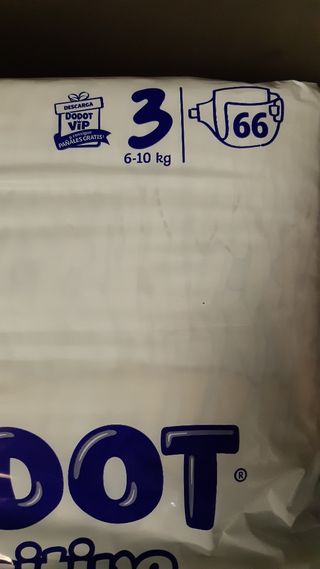 DESCARGA
DODOT
VIP
PAÑALES GRATIS!
3
6-10 kg
66
DOT®